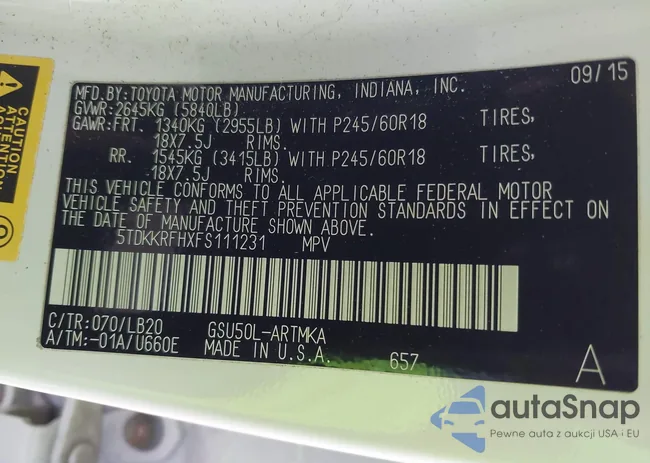 CAUTION
ATTENTION
MFD.BY:TOYOTA MOTOR MANUFACTURING, INDIANA, INC. 09/15
GVWR:2645KG (5840LB)
GAWR:FRT. 1340KG (2955LB) WITH P245/60R18 TIRES,
18X7.5J RIMS.
RR. 1545KG (3415LB) WITH P245/60R18 TIRES,
18X7.5J RIMS.
THIS VEHICLE CONFORMS TO ALL APPLICABLE FEDERAL MOTOR
VEHICLE SAFETY AND THEFT PREVENTION STANDARDS IN EFFECT ON
THE DATE OF MANUFACTURE SHOWN ABOVE.
5TDKKRFHXFS111231 MPV
C/TR:070/LB20 GSU50L-ARTMKA
A/TM:-01A/U660E MADE IN U.S.A. 657 A
autaSnap
Pewne auta z aukcji USA i EU